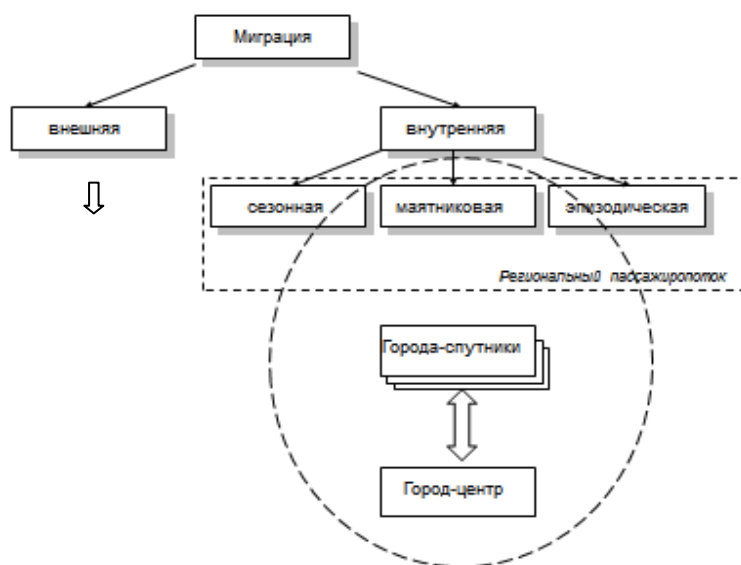 Миграция
внешняя
внутренняя
сезонная
маятниковая
эпизодическая
Региональный пассажиропоток
Города-спутники
Город-центр